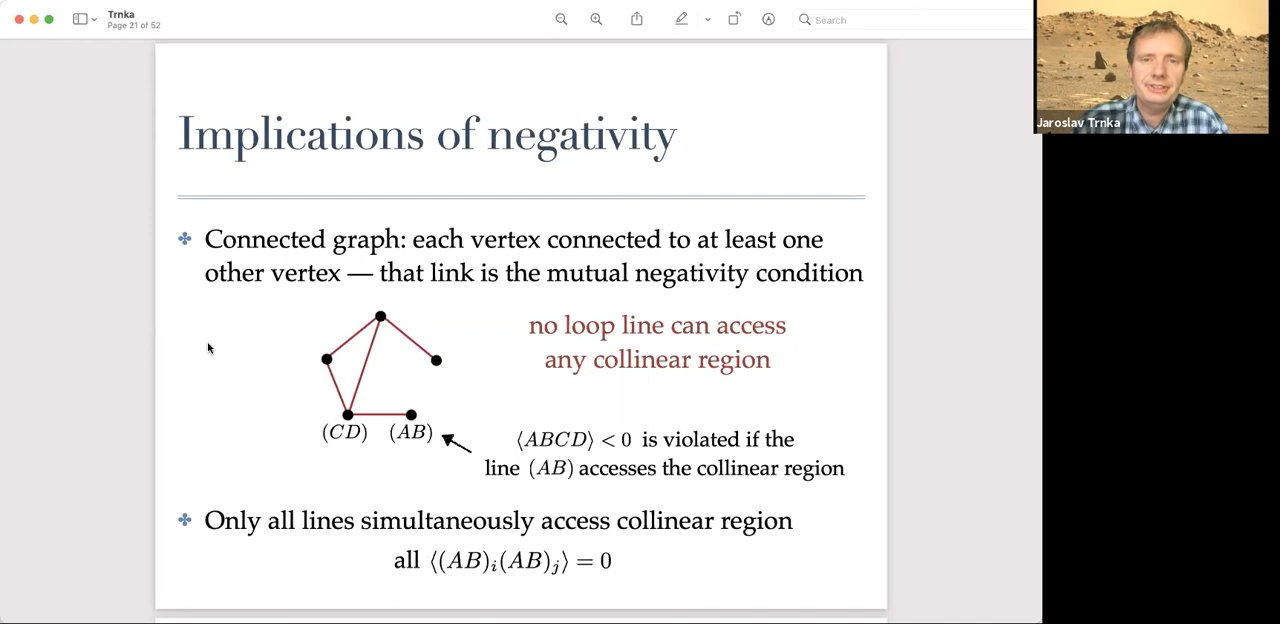 Trnka
Page 21 of 52
Search
Jaroslav Trnka
Implications of negativity
Connected graph: each vertex connected to at least one
other vertex — that link is the mutual negativity condition
no loop line can access
any collinear region
(CD) (AB)
⟨ABCD⟩ < 0 is violated if the
line (AB) accesses the collinear region
Only all lines simultaneously access collinear region
all ⟨(AB)ᵢ(AB)ⱼ⟩ = 0